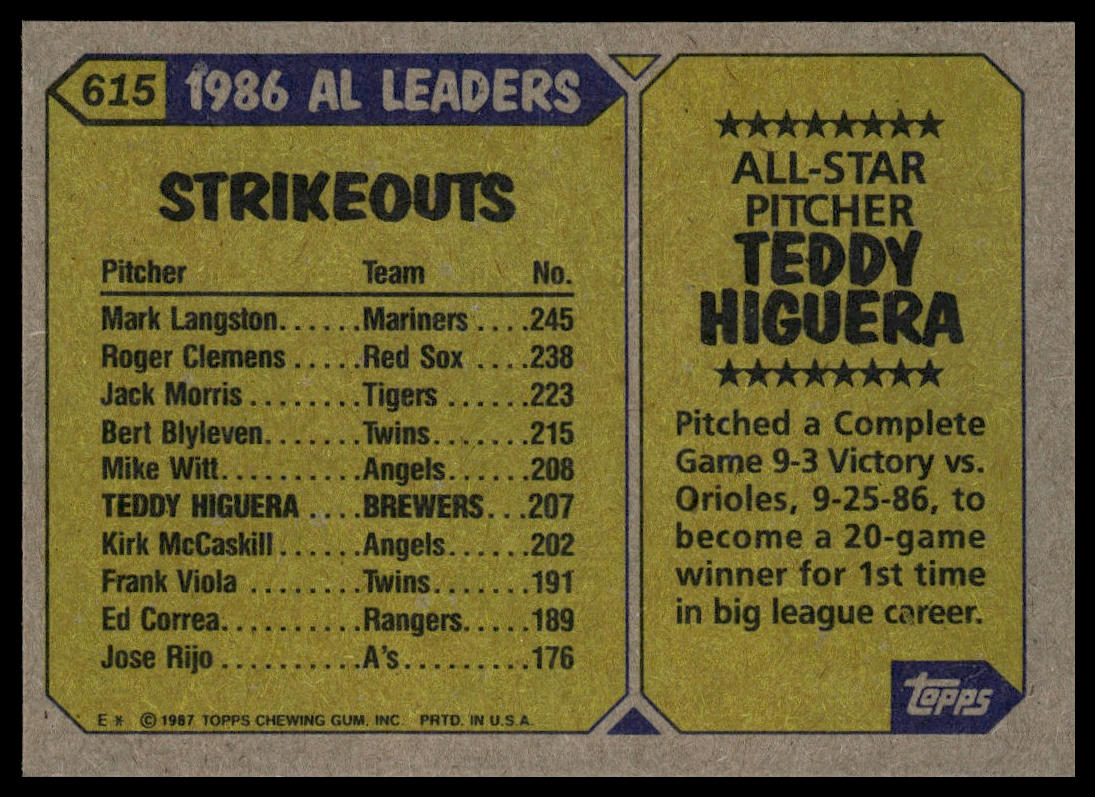 615 1986 AL LEADERS
STRIKEOUTS
Pitcher Team No.
Mark Langston......Mariners....245
Roger Clemens.....Red Sox....238
Jack Morris........Tigers......223
Bert Blyleven.......Twins.......215
Mike Witt..........Angels......208
TEDDY HIGUERA....BREWERS...207
Kirk McCaskill......Angels......202
Frank Viola........Twins.......191
Ed Correa..........Rangers.....189
Jose Rijo..........A's.........176
E* ©1987 TOPPS CHEWING GUM, INC. PRTD. IN U.S.A.
ALL-STAR
PITCHER
TEDDY
HIGUERA
Pitched a Complete
Game 9-3 Victory vs.
Orioles, 9-25-86, to
become a 20-game
winner for 1st time
in big league career.
topps